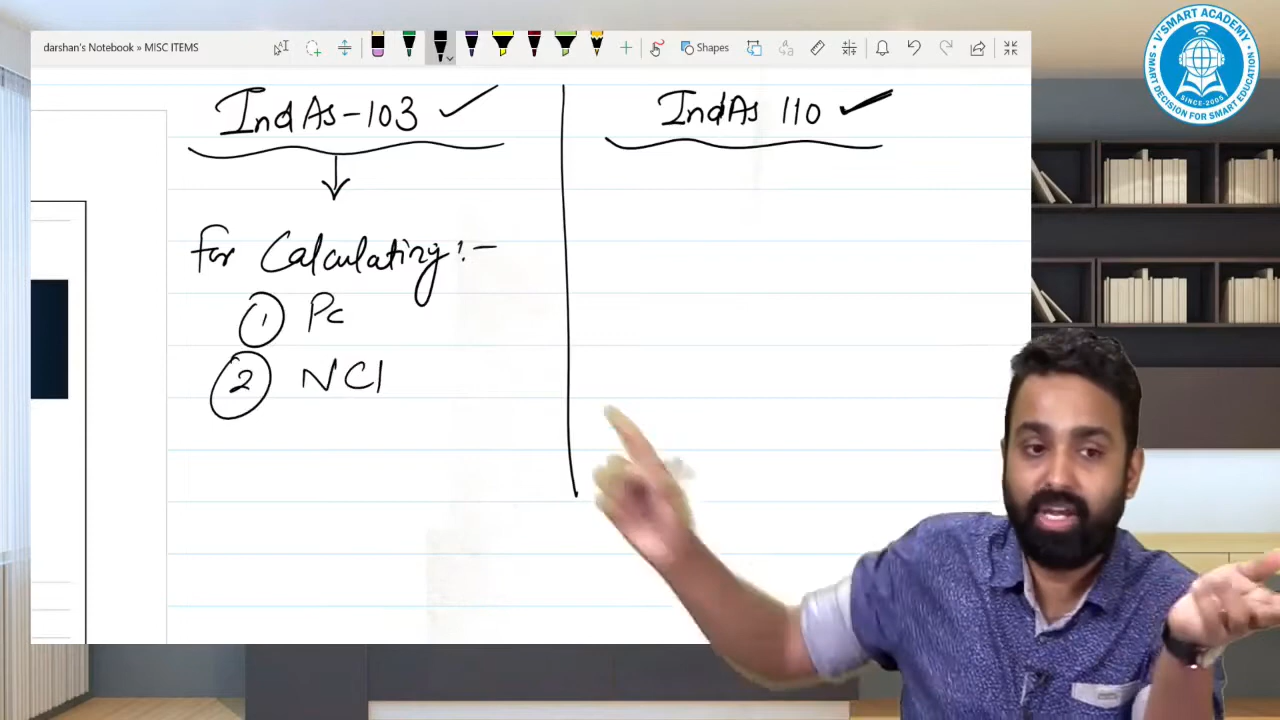 darshan's Notebook » MISC ITEMS
Shapes
V'SMART ACADEMY
SINCE-2005
SMART DECISION FOR SMART EDUCATION.
IndAs-103
IndAs 110
For Calculating:-
1 PC
2 NCI